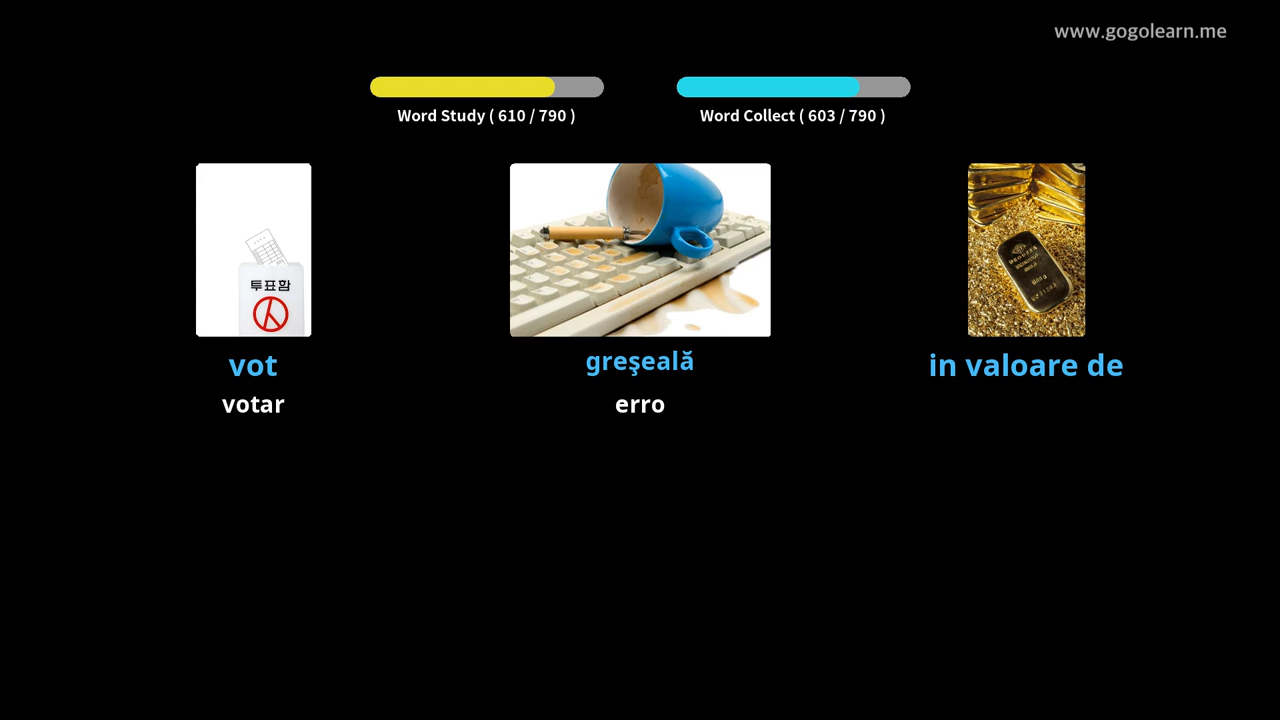 www.gogolearn.me
Word Study ( 610 / 790 )
Word Collect ( 603 / 790 )
투표함
vot
greşeală
in valoare de
votar
erro